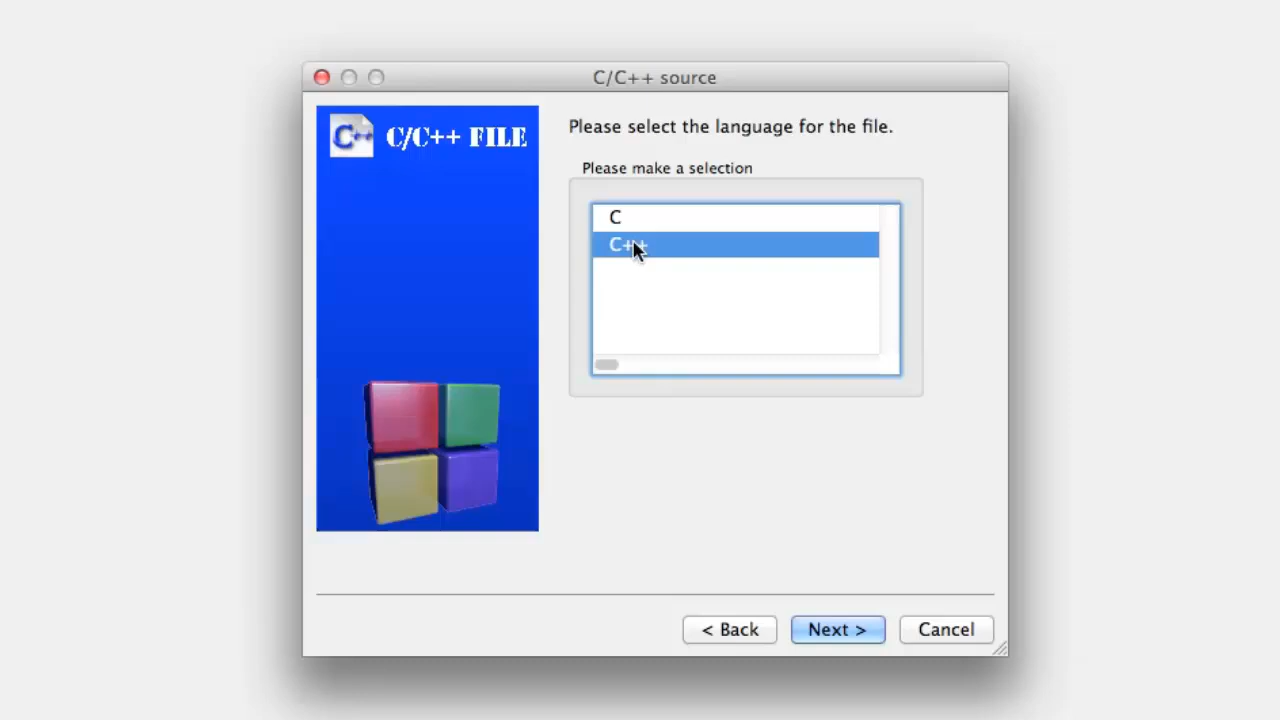 C/C++ source
C++ C/C++ FILE
Please select the language for the file.
Please make a selection
C
C++
< Back Next > Cancel